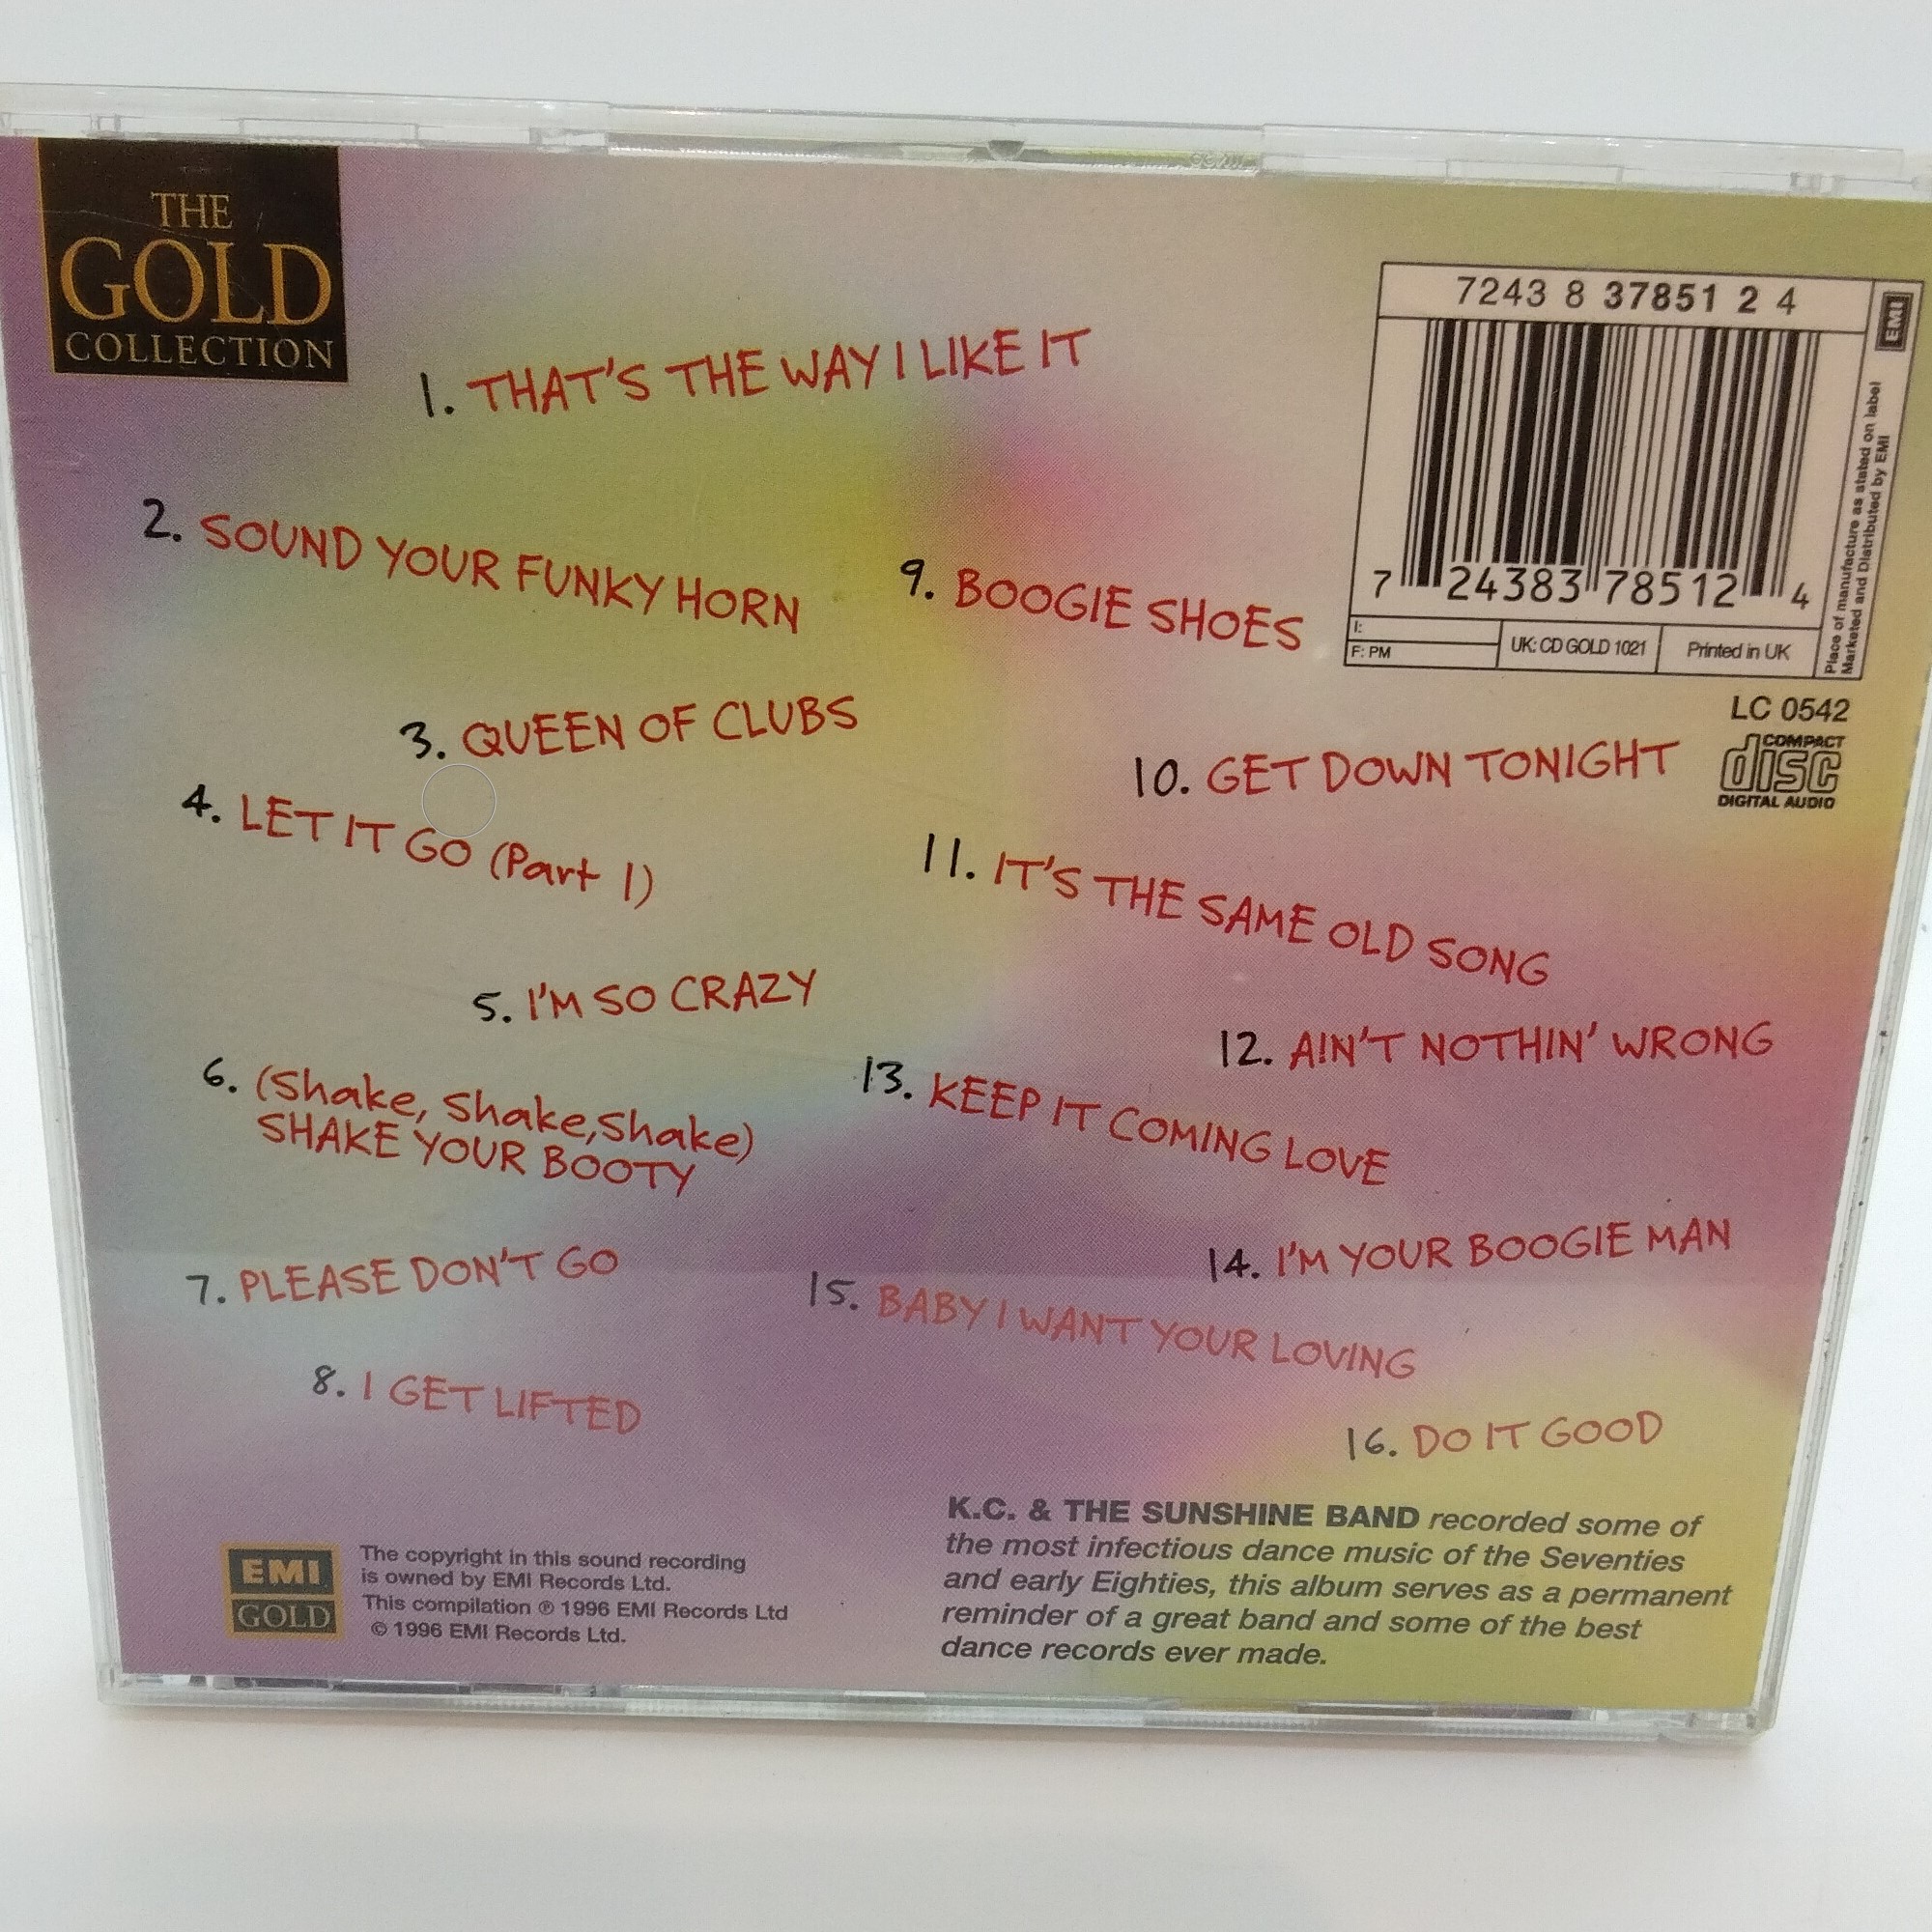 THE
GOLD
COLLECTION
1. THAT'S THE WAY I LIKE IT
2. SOUND YOUR FUNKY HORN
3. QUEEN OF CLUBS
4. LET IT GO (Part 1)
5. I'M SO CRAZY
6. (Shake, Shake, Shake)
SHAKE YOUR BOOTY
7. PLEASE DON'T GO
8. I GET LIFTED
9. BOOGIE SHOES
10. GET DOWN TONIGHT
11. IT'S THE SAME OLD SONG
12. AIN'T NOTHIN' WRONG
13. KEEP IT COMING LOVE
14. I'M YOUR BOOGIE MAN
15. BABY I WANT YOUR LOVING
16. DO IT GOOD
7243 8 37851 2 4
7 24383 78512 4
I:
F: PM
UK: CD GOLD 1021
Printed in UK
EMI
Place of manufacture as stated on label
Marketed and Distributed by EMI
LC 0542
COMPACT
disc
DIGITAL AUDIO
EMI
GOLD
The copyright in this sound recording
is owned by EMI Records Ltd.
This compilation ℗ 1996 EMI Records Ltd
© 1996 EMI Records Ltd.
K.C. & THE SUNSHINE BAND recorded some of
the most infectious dance music of the Seventies
and early Eighties, this album serves as a permanent
reminder of a great band and some of the best
dance records ever made.